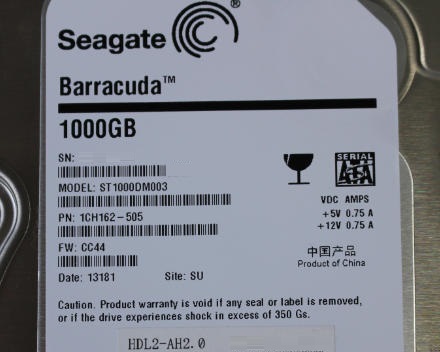 Seagate®
Barracuda™
1000GB
SN:
MODEL: ST1000DM003
PN: 1CH162-505
FW: CC44
Date: 13181 Site: SU
SERIAL
ATA
VDC AMPS
+5V 0.75 A
+12V 0.75 A
中国产品
Product of China
Caution. Product warranty is void if any seal or label is removed,
or if the drive experiences shock in excess of 350 Gs.
HDL2-AH2.0